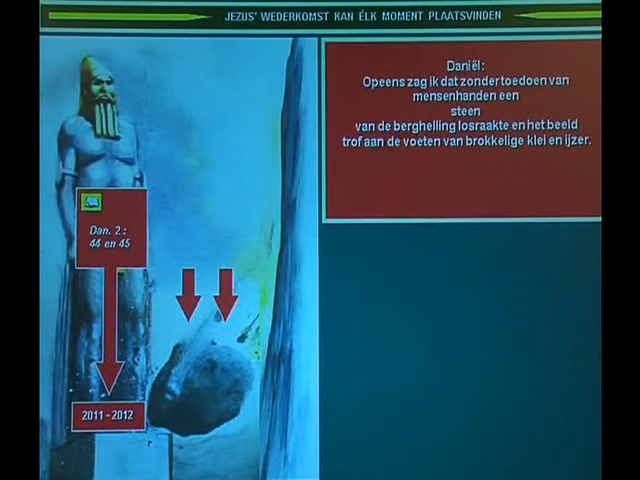 JEZUS' WEDERKOMST KAN ÉLK MOMENT PLAATSVINDEN
Daniël:
Opeens zag ik dat zonder toedoen van
mensenhanden een
steen
van de berghelling losraakte en het beeld
trof aan de voeten van brokkelige klei en ijzer.
Dan. 2 :
44 en 45
2011 - 2012